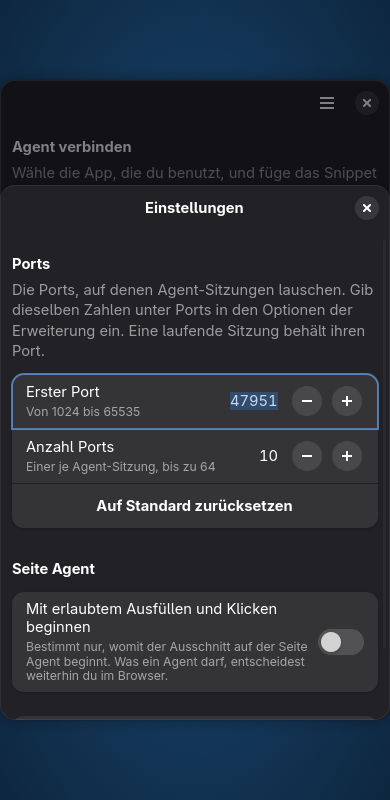 Agent verbinden
Wähle die App, die du benutzt, und füge das Snippet
Einstellungen
Ports
Die Ports, auf denen Agent-Sitzungen lauschen. Gib
dieselben Zahlen unter Ports in den Optionen der
Erweiterung ein. Eine laufende Sitzung behält ihren
Port.
Erster Port
Von 1024 bis 65535
47951
Anzahl Ports
Einer je Agent-Sitzung, bis zu 64
10
Auf Standard zurücksetzen
Seite Agent
Mit erlaubtem Ausfüllen und Klicken
beginnen
Bestimmt nur, womit der Ausschnitt auf der Seite
Agent beginnt. Was ein Agent darf, entscheidest
weiterhin du im Browser.